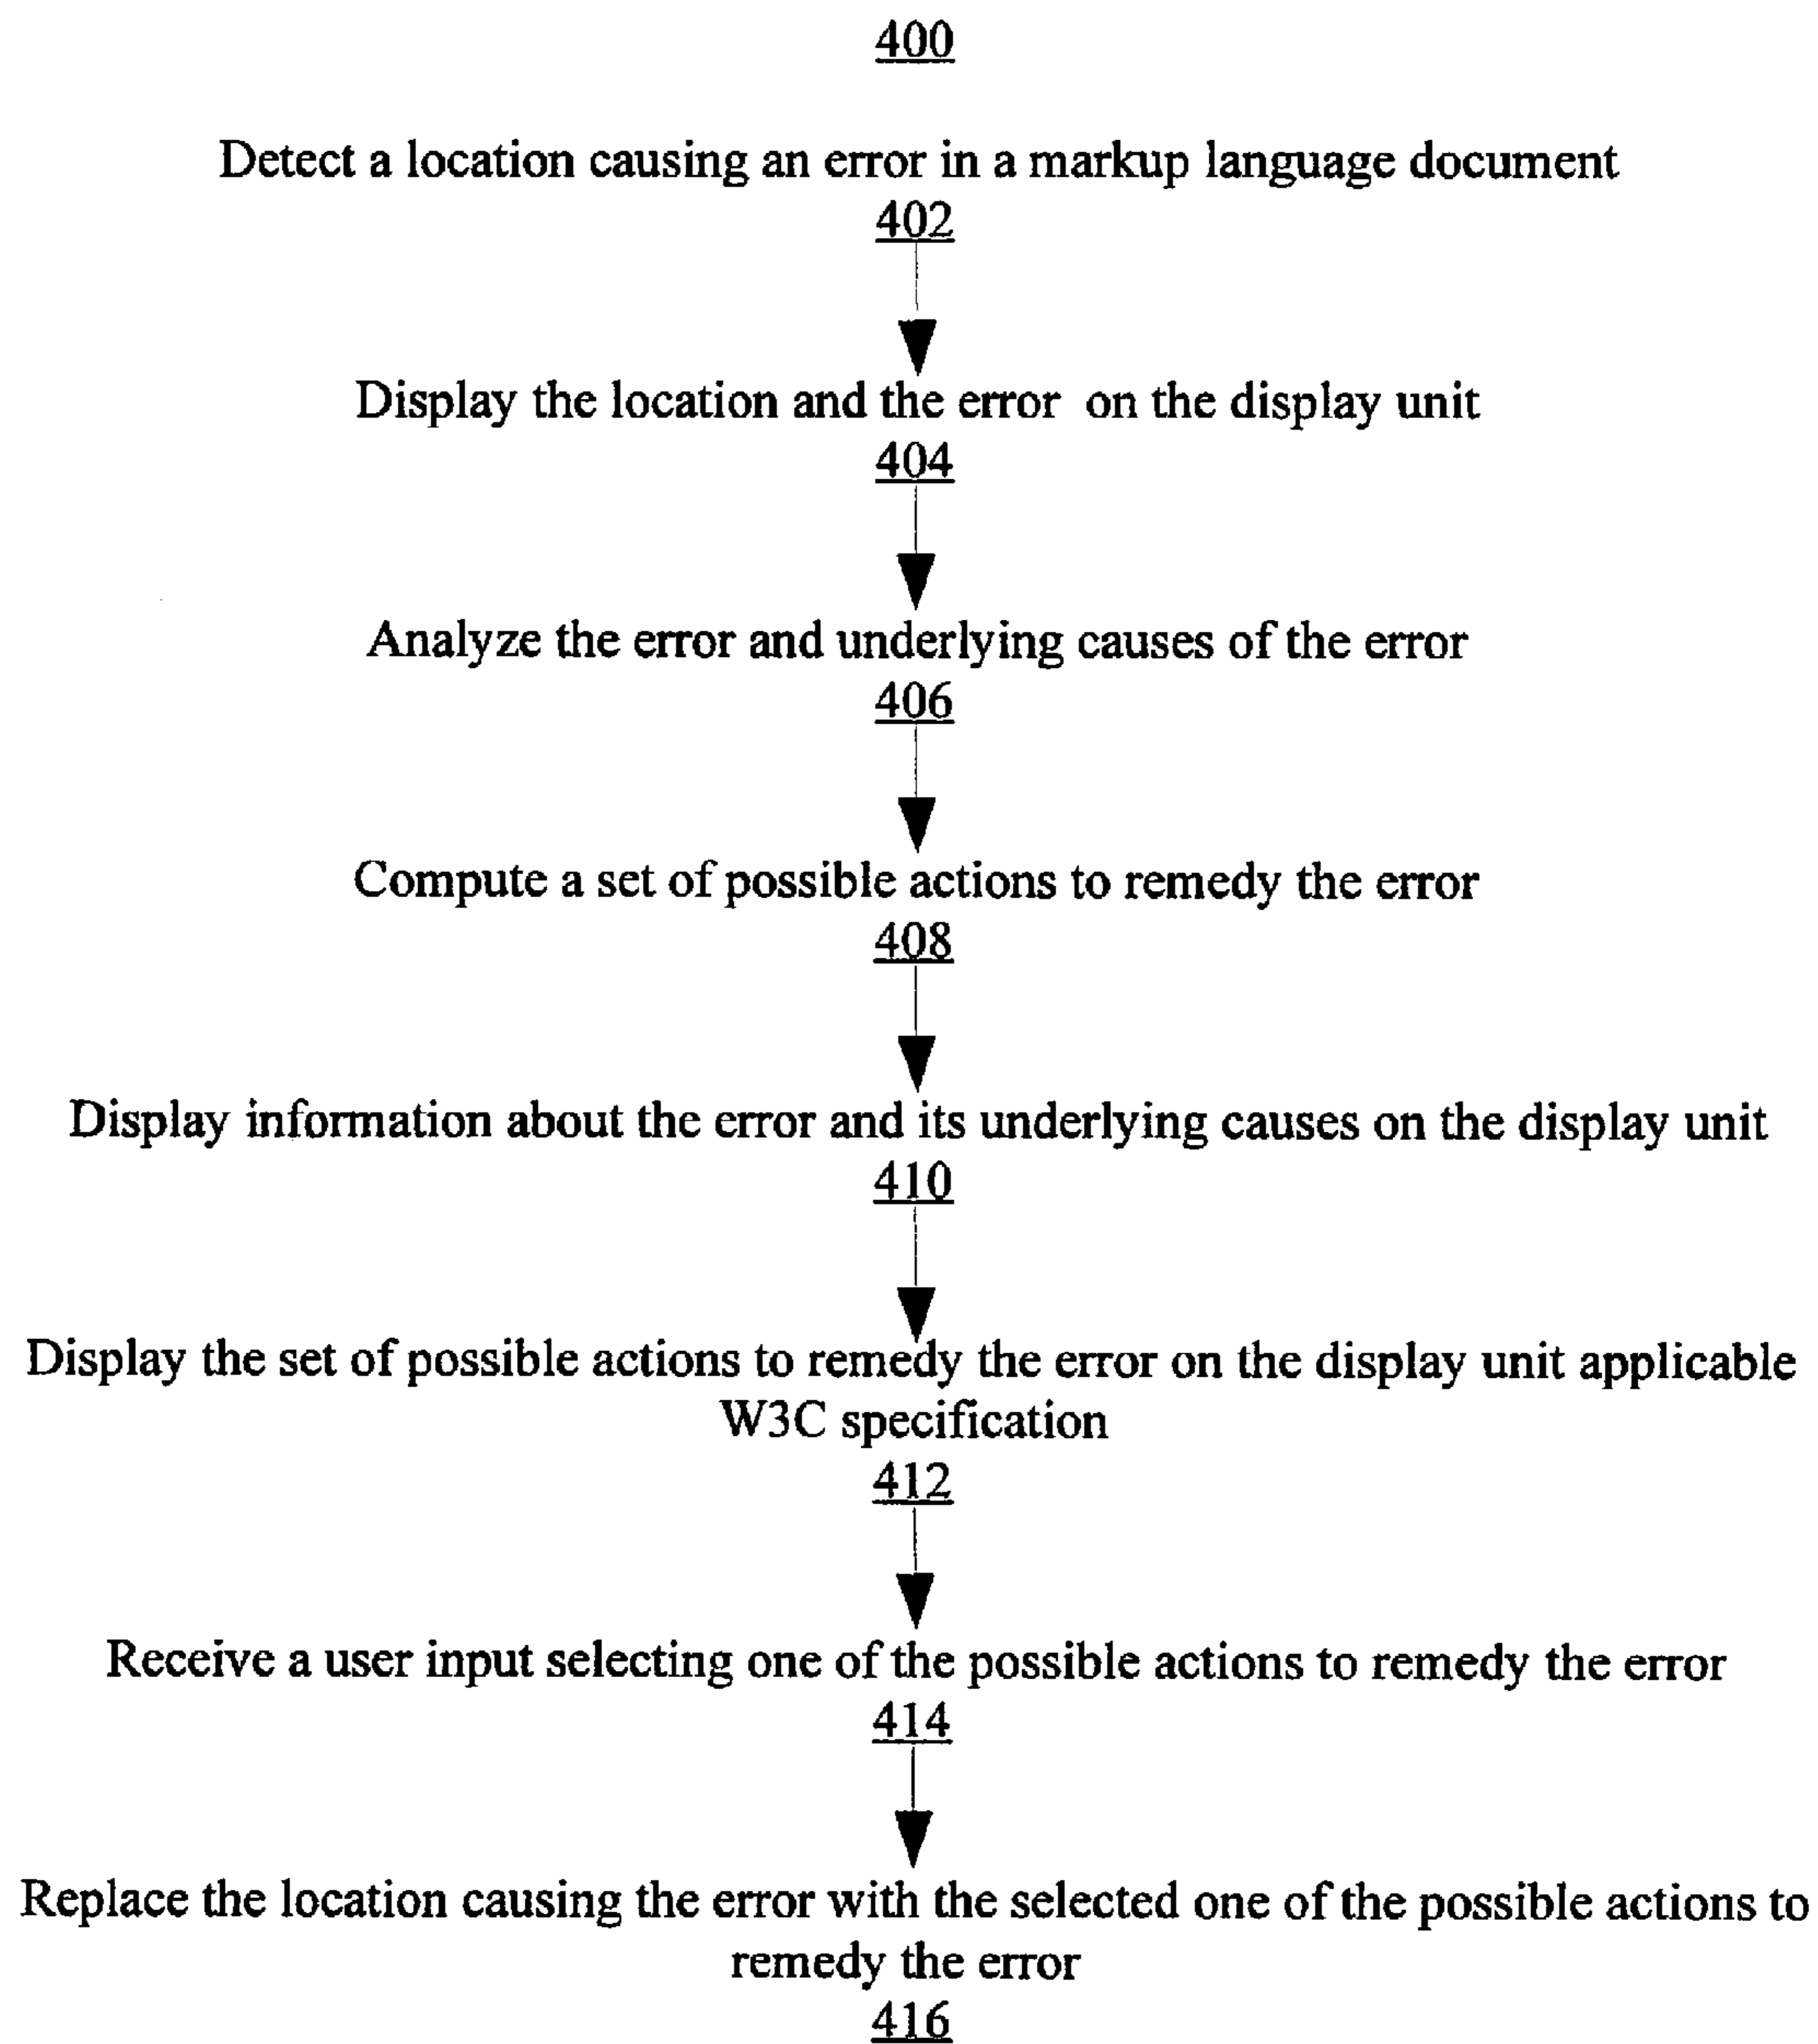 400
Detect a location causing an error in a markup language document
402
Display the location and the error on the display unit
404
Analyze the error and underlying causes of the error
406
Compute a set of possible actions to remedy the error
408
Display information about the error and its underlying causes on the display unit
410
Display the set of possible actions to remedy the error on the display unit applicable
W3C specification
412
Receive a user input selecting one of the possible actions to remedy the error
414
Replace the location causing the error with the selected one of the possible actions to
remedy the error
416